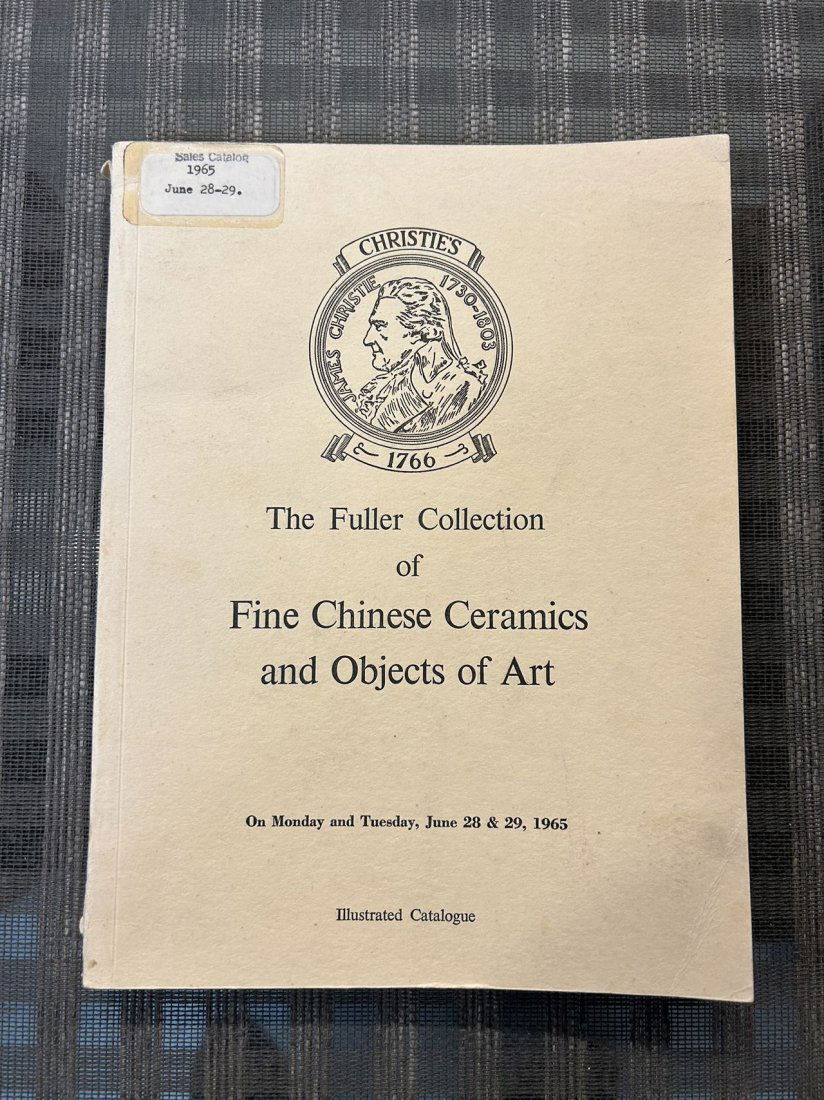 Sales Catalog
1965
June 28-29.
CHRISTIE'S
JAMES CHRISTIE 1730-1803
1766
The Fuller Collection
of
Fine Chinese Ceramics
and Objects of Art
On Monday and Tuesday, June 28 & 29, 1965
Illustrated Catalogue